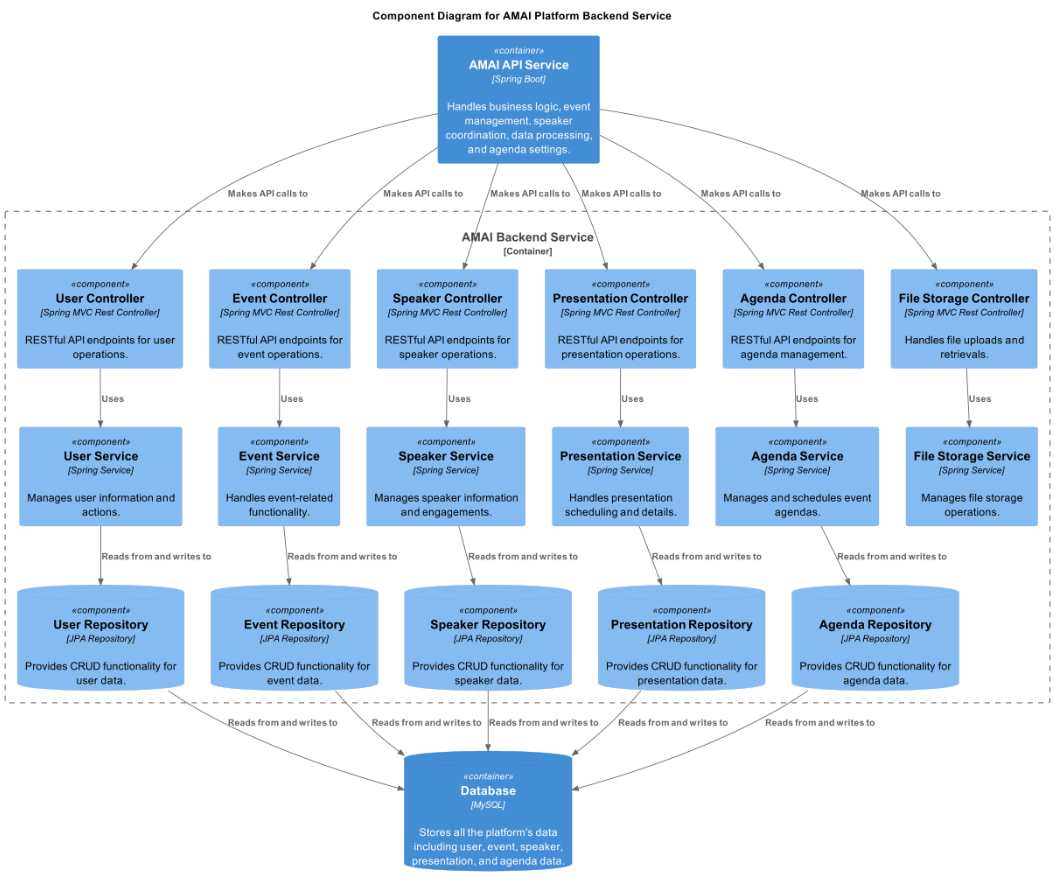 Component Diagram for AMAI Platform Backend Service
«container»
AMAI API Service
[Spring Boot]
Handles business logic, event
management, speaker
coordination, data processing,
and agenda settings.
Makes API calls to
Makes API calls to
Makes API calls to
Makes API calls to
Makes API calls to
Makes API calls to
AMAI Backend Service
[Container]
«component»
User Controller
[Spring MVC Rest Controller]
RESTful API endpoints for user
operations.
«component»
Event Controller
[Spring MVC Rest Controller]
RESTful API endpoints for
event operations.
«component»
Speaker Controller
[Spring MVC Rest Controller]
RESTful API endpoints for
speaker operations.
«component»
Presentation Controller
[Spring MVC Rest Controller]
RESTful API endpoints for
presentation operations.
«component»
Agenda Controller
[Spring MVC Rest Controller]
RESTful API endpoints for
agenda management.
«component»
File Storage Controller
[Spring MVC Rest Controller]
Handles file uploads and
retrievals.
Uses
Uses
Uses
Uses
Uses
Uses
«component»
User Service
[Spring Service]
Manages user information and
actions.
«component»
Event Service
[Spring Service]
Handles event-related
functionality.
«component»
Speaker Service
[Spring Service]
Manages speaker information
and engagements.
«component»
Presentation Service
[Spring Service]
Handles presentation
scheduling and details.
«component»
Agenda Service
[Spring Service]
Manages and schedules event
agendas.
«component»
File Storage Service
[Spring Service]
Manages file storage
operations.
Reads from and writes to
Reads from and writes to
Reads from and writes to
Reads from and writes to
Reads from and writes to
«component»
User Repository
[JPA Repository]
Provides CRUD functionality for
user data.
«component»
Event Repository
[JPA Repository]
Provides CRUD functionality for
event data.
«component»
Speaker Repository
[JPA Repository]
Provides CRUD functionality for
speaker data.
«component»
Presentation Repository
[JPA Repository]
Provides CRUD functionality for
presentation data.
«component»
Agenda Repository
[JPA Repository]
Provides CRUD functionality for
agenda data.
Reads from and writes to
Reads from and writes to
Reads from and writes to
Reads from and writes to
Reads from and writes to
«container»
Database
[MySQL]
Stores all the platform's data
including user, event, speaker,
presentation, and agenda data.